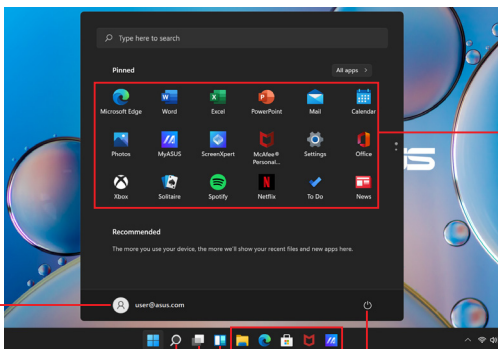 Type here to search
Pinned
All apps >
Microsoft Edge
Word
Excel
PowerPoint
Mail
Calendar
Photos
MyASUS
ScreenXpert
McAfee® Personal...
Settings
Office
Xbox
Solitaire
Spotify
Netflix
To Do
News
Recommended
The more you use your device, the more we'll show your recent files and new apps here.
user@asus.com